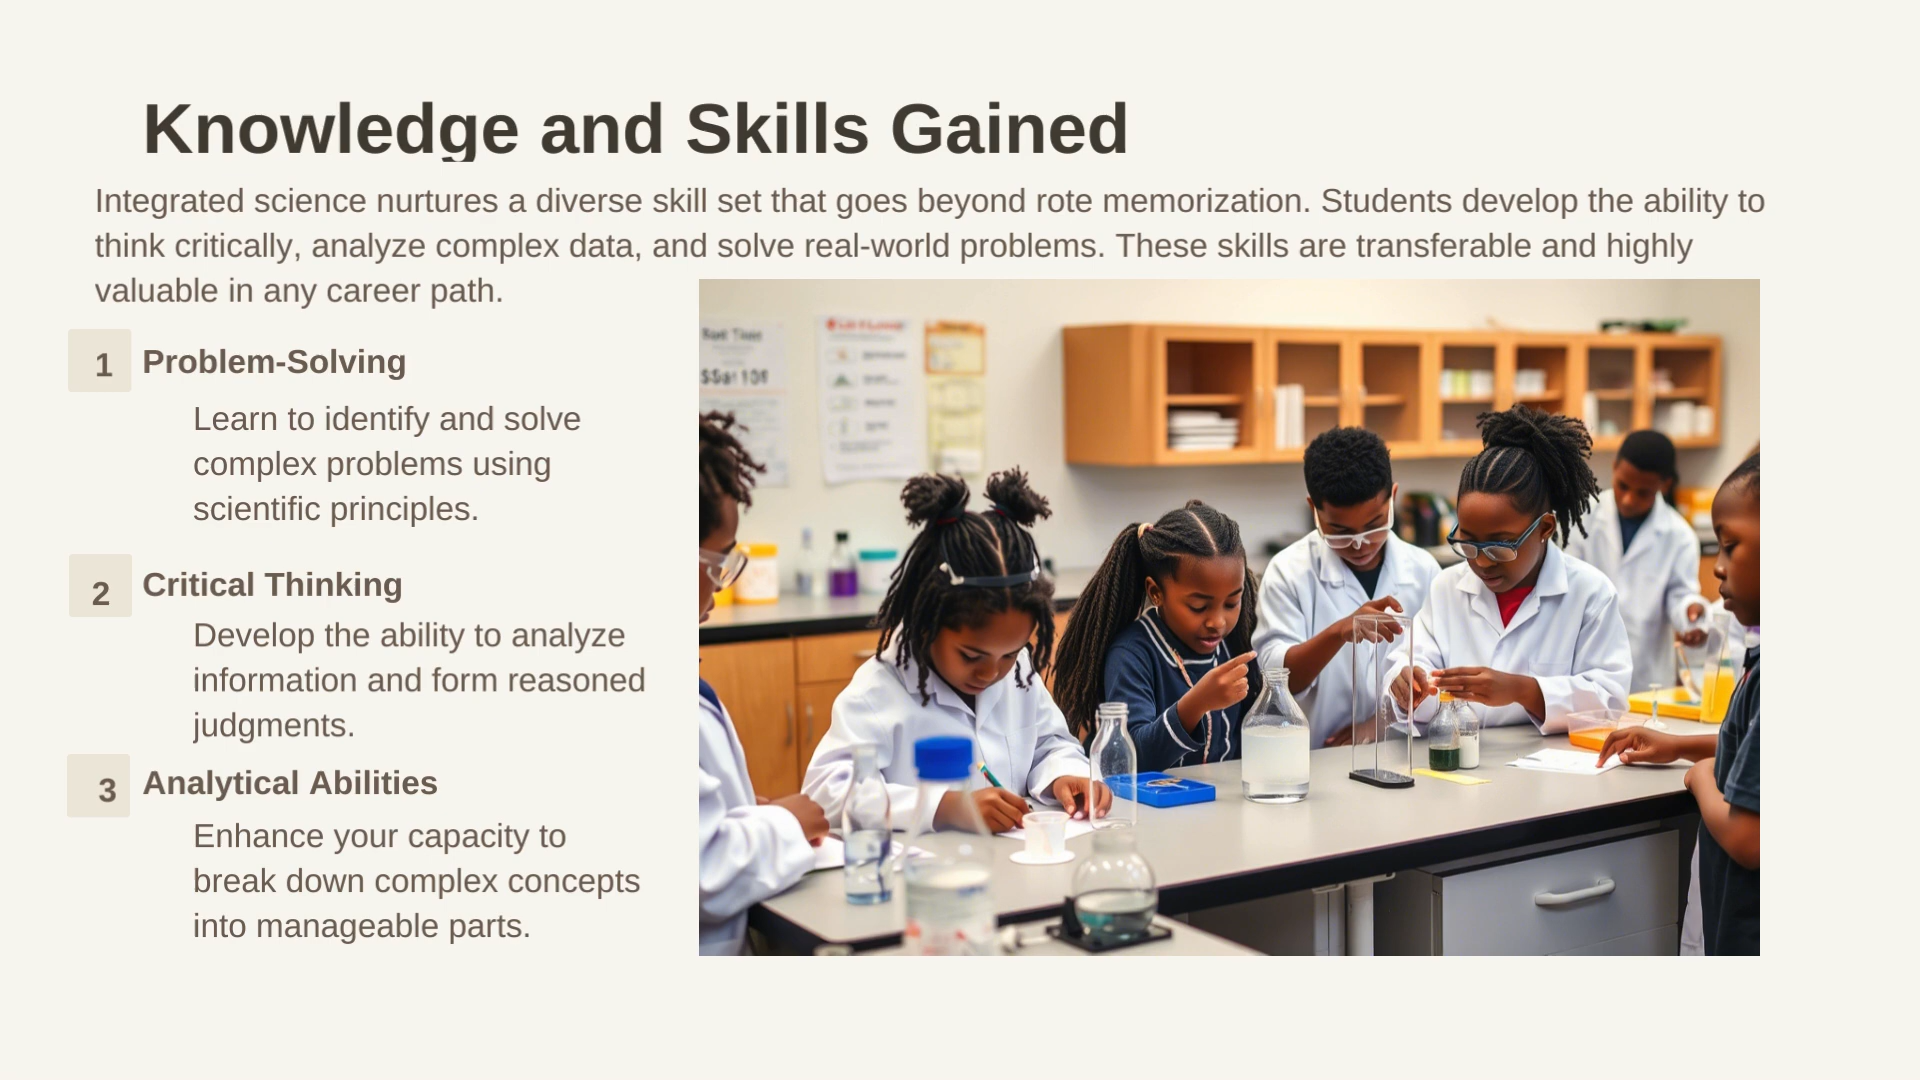 Knowledge and Skills Gained
Integrated science nurtures a diverse skill set that goes beyond rote memorization. Students develop the ability to
think critically, analyze complex data, and solve real-world problems. These skills are transferable and highly
valuable in any career path.
1 Problem-Solving
Learn to identify and solve
complex problems using
scientific principles.
2 Critical Thinking
Develop the ability to analyze
information and form reasoned
judgments.
3 Analytical Abilities
Enhance your capacity to
break down complex concepts
into manageable parts.